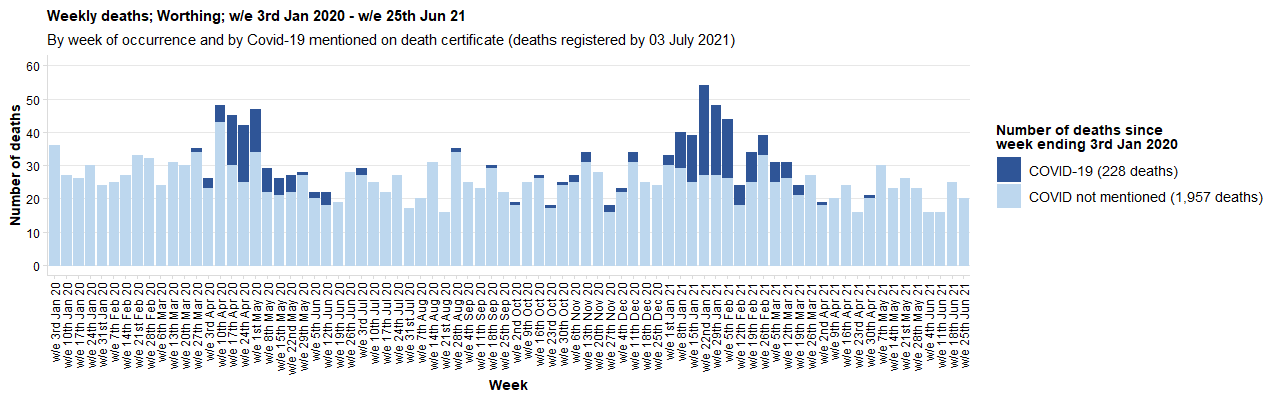 Weekly deaths; Worthing; w/e 3rd Jan 2020 - w/e 25th Jun 21
By week of occurrence and by Covid-19 mentioned on death certificate (deaths registered by 03 July 2021)
Number of deaths
60
50
40
30
20
10
0
w/e 3rd Jan 20
w/e 10th Jan 20
w/e 17th Jan 20
w/e 24th Jan 20
w/e 31st Jan 20
w/e 7th Feb 20
w/e 14th Feb 20
w/e 21st Feb 20
w/e 28th Feb 20
w/e 6th Mar 20
w/e 13th Mar 20
w/e 20th Mar 20
w/e 27th Mar 20
w/e 3rd Apr 20
w/e 10th Apr 20
w/e 17th Apr 20
w/e 24th Apr 20
w/e 1st May 20
w/e 8th May 20
w/e 15th May 20
w/e 22nd May 20
w/e 29th May 20
w/e 5th Jun 20
w/e 12th Jun 20
w/e 19th Jun 20
w/e 26th Jun 20
w/e 3rd Jul 20
w/e 10th Jul 20
w/e 17th Jul 20
w/e 24th Jul 20
w/e 31st Jul 20
w/e 7th Aug 20
w/e 14th Aug 20
w/e 21st Aug 20
w/e 28th Aug 20
w/e 4th Sep 20
w/e 11th Sep 20
w/e 18th Sep 20
w/e 25th Sep 20
w/e 2nd Oct 20
w/e 9th Oct 20
w/e 16th Oct 20
w/e 23rd Oct 20
w/e 30th Oct 20
w/e 6th Nov 20
w/e 13th Nov 20
w/e 20th Nov 20
w/e 27th Nov 20
w/e 4th Dec 20
w/e 11th Dec 20
w/e 18th Dec 20
w/e 25th Dec 20
w/e 1st Jan 21
w/e 8th Jan 21
w/e 15th Jan 21
w/e 22nd Jan 21
w/e 29th Jan 21
w/e 5th Feb 21
w/e 12th Feb 21
w/e 19th Feb 21
w/e 26th Feb 21
w/e 5th Mar 21
w/e 12th Mar 21
w/e 19th Mar 21
w/e 26th Mar 21
w/e 2nd Apr 21
w/e 9th Apr 21
w/e 16th Apr 21
w/e 23rd Apr 21
w/e 30th Apr 21
w/e 7th May 21
w/e 14th May 21
w/e 21st May 21
w/e 28th May 21
w/e 4th Jun 21
w/e 11th Jun 21
w/e 18th Jun 21
w/e 25th Jun 21
Week
Number of deaths since
week ending 3rd Jan 2020
COVID-19 (228 deaths)
COVID not mentioned (1,957 deaths)